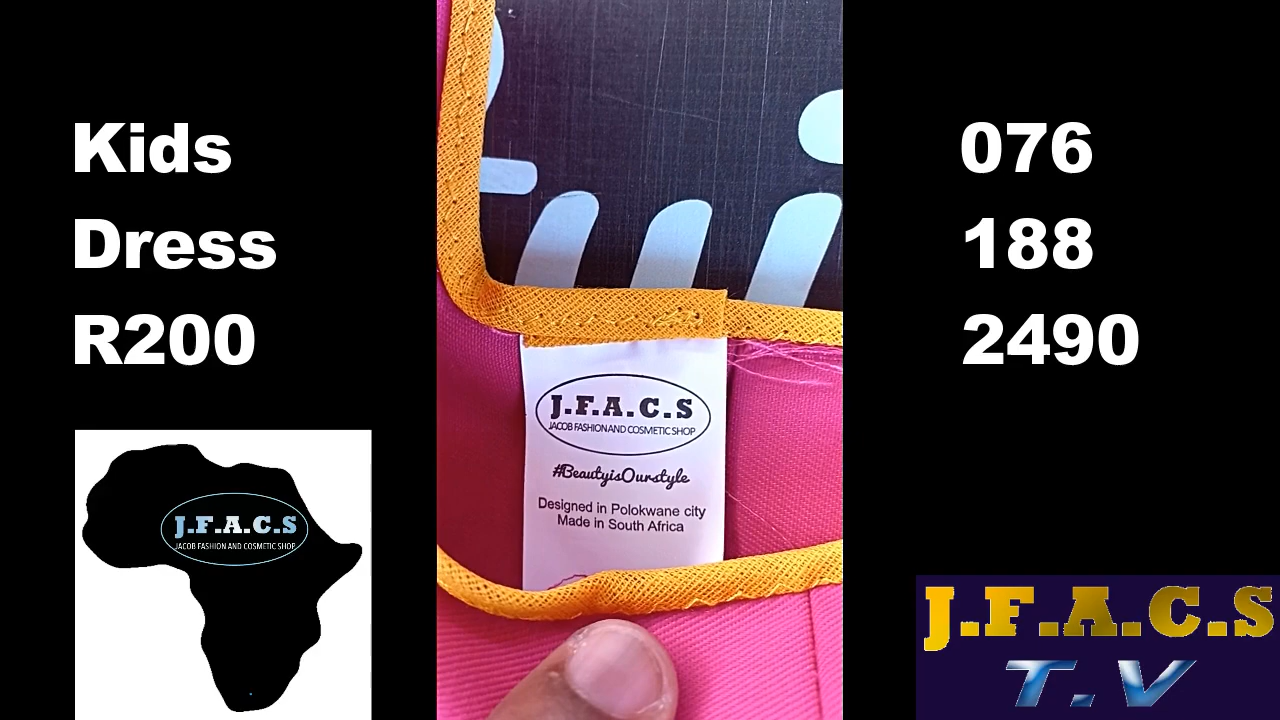 Kids
Dress
R200
J.F.A.C.S
JACOB FASHION AND COSMETIC SHOP
J.F.A.C.S
JACOB FASHION AND COSMETIC SHOP
#BeautyisOurstyle
Designed in Polokwane city
Made in South Africa
076
188
2490
J.F.A.C.S
T.V